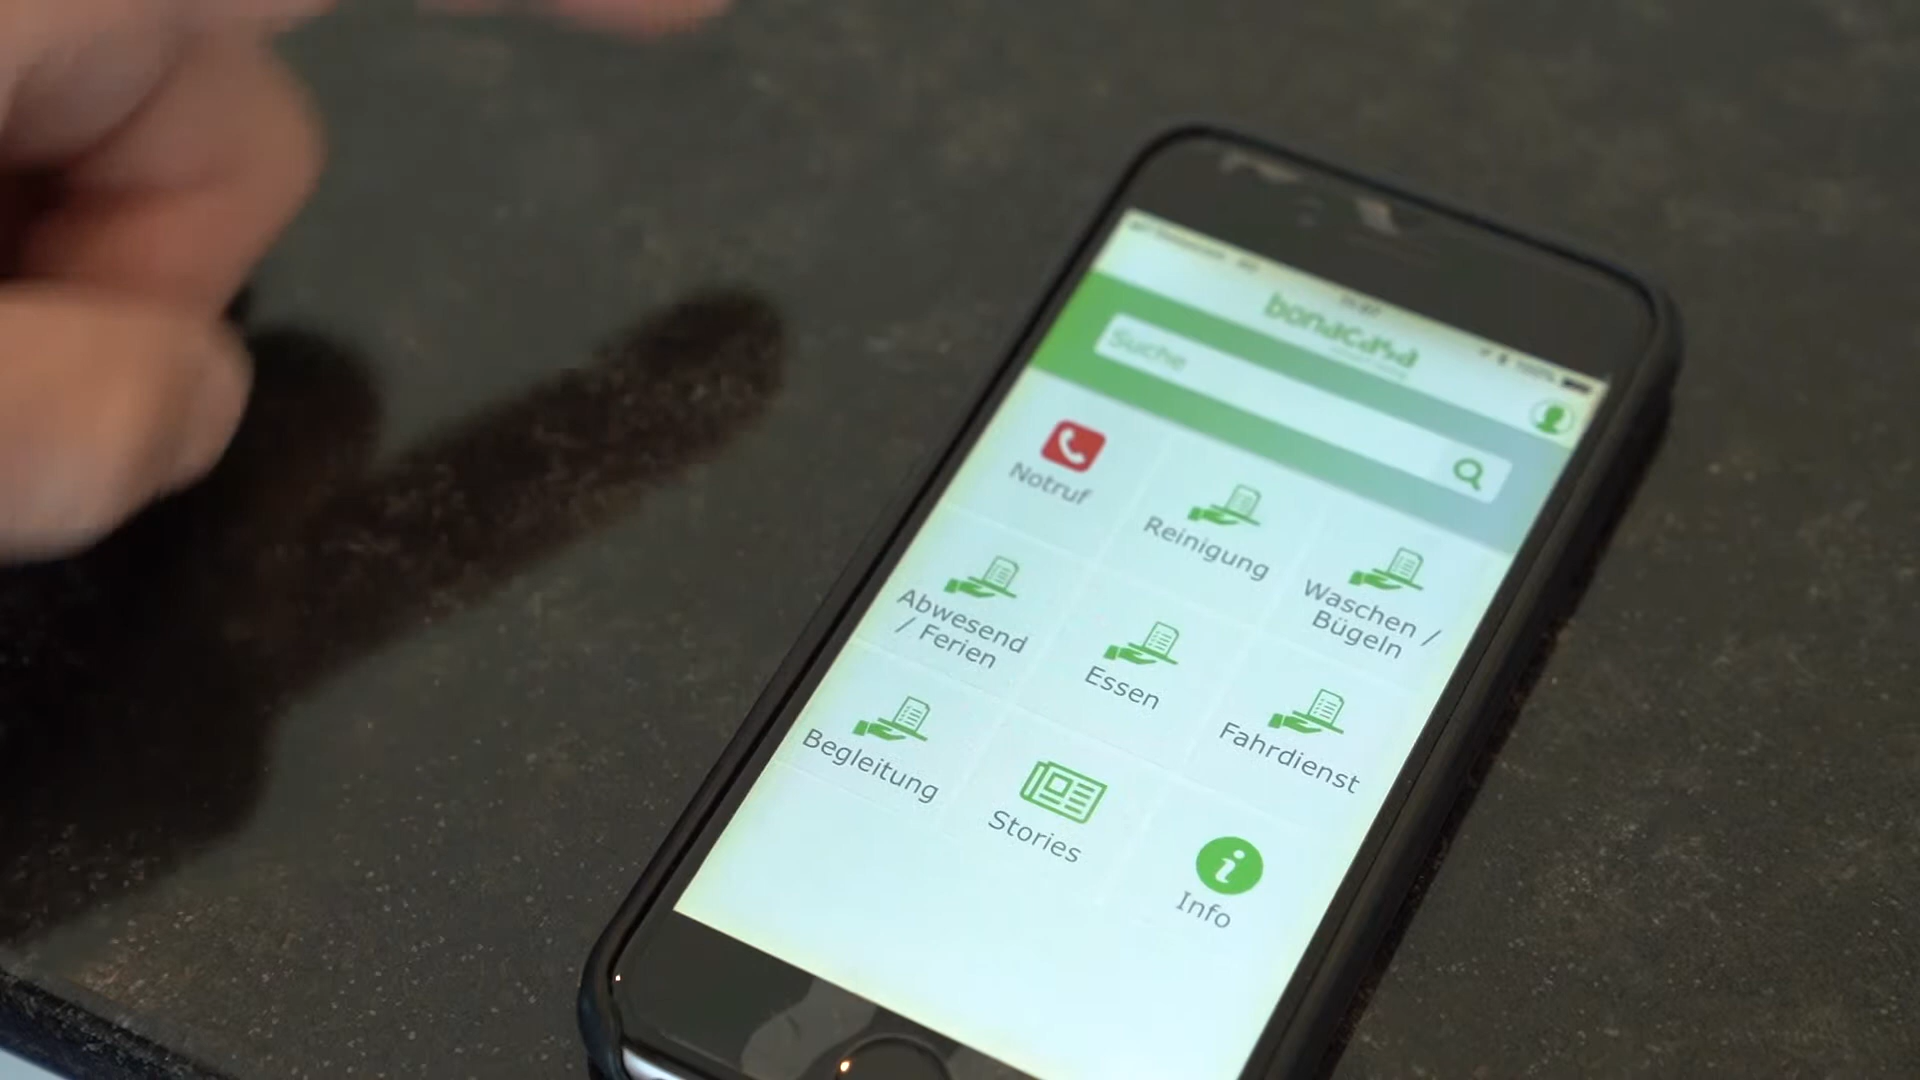 bonacasa
Suche
Notruf
Reinigung
Waschen /
Bügeln
Abwesend
/ Ferien
Essen
Fahrdienst
Begleitung
Stories
Info